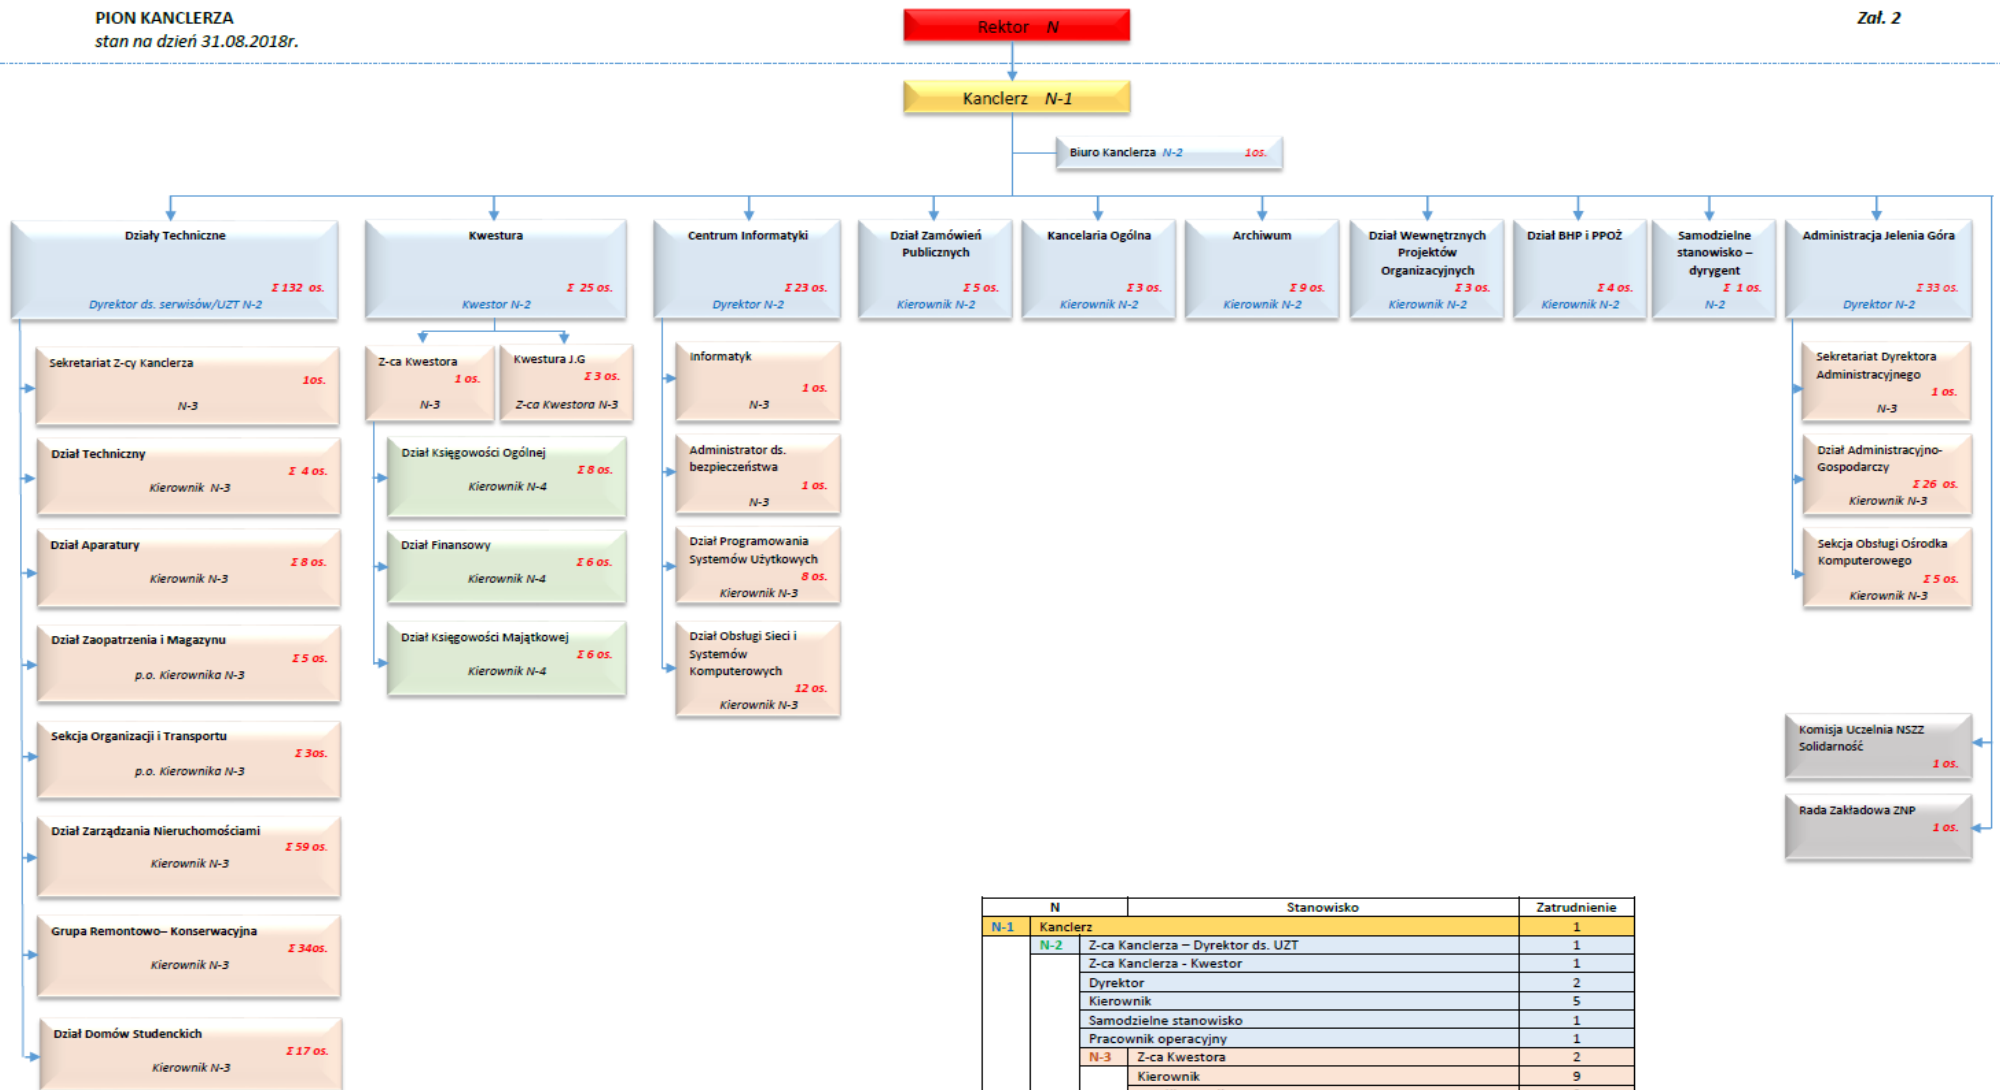 PION KANCLERZA
stan na dzień 31.08.2018r.
Zał. 2
Rektor N
Kanclerz N-1
Biuro Kanclerza N-2 1os.
Działy Techniczne
Σ 132 os.
Dyrektor ds. serwisów/UZT N-2
Kwestura
Σ 25 os.
Kwestor N-2
Centrum Informatyki
Σ 23 os.
Dyrektor N-2
Dział Zamówień
Publicznych
Σ 5 os.
Kierownik N-2
Kancelaria Ogólna
Σ 3 os.
Kierownik N-2
Archiwum
Σ 9 os.
Kierownik N-2
Dział Wewnętrznych
Projektów
Organizacyjnych
Σ 3 os.
Kierownik N-2
Dział BHP i PPOŻ
Σ 4 os.
Kierownik N-2
Samodzielne
stanowisko –
dyrygent
Σ 1 os.
N-2
Administracja Jelenia Góra
Σ 33 os.
Dyrektor N-2
Sekretariat Z-cy Kanclerza
1os.
N-3
Dział Techniczny
Σ 4 os.
Kierownik N-3
Dział Aparatury
Σ 8 os.
Kierownik N-3
Dział Zaopatrzenia i Magazynu
Σ 5 os.
p.o. Kierownika N-3
Sekcja Organizacji i Transportu
Σ 3os.
p.o. Kierownika N-3
Dział Zarządzania Nieruchomościami
Σ 59 os.
Kierownik N-3
Grupa Remontowo– Konserwacyjna
Σ 34os.
Kierownik N-3
Dział Domów Studenckich
Σ 17 os.
Kierownik N-3
Z-ca Kwestora
1 os.
N-3
Kwestura J.G
Σ 3 os.
Z-ca Kwestora N-3
Dział Księgowości Ogólnej
Σ 8 os.
Kierownik N-4
Dział Finansowy
Σ 6 os.
Kierownik N-4
Dział Księgowości Majątkowej
Σ 6 os.
Kierownik N-4
Informatyk
1 os.
N-3
Administrator ds.
bezpieczeństwa
1 os.
N-3
Dział Programowania
Systemów Użytkowych
8 os.
Kierownik N-3
Dział Obsługi Sieci i
Systemów
Komputerowych
12 os.
Kierownik N-3
Sekretariat Dyrektora
Administracyjnego
1 os.
N-3
Dział Administracyjno-
Gospodarczy
Σ 26 os.
Kierownik N-3
Sekcja Obsługi Ośrodka
Komputerowego
Σ 5 os.
Kierownik N-3
Komisja Uczelnia NSZZ
Solidarność
1 os.
Rada Zakładowa ZNP
1 os.
N Stanowisko Zatrudnienie
N-1 Kanclerz 1
N-2 Z-ca Kanclerza – Dyrektor ds. UZT 1
Z-ca Kanclerza - Kwestor 1
Dyrektor 2
Kierownik 5
Samodzielne stanowisko 1
Pracownik operacyjny 1
N-3 Z-ca Kwestora 2
Kierownik 9